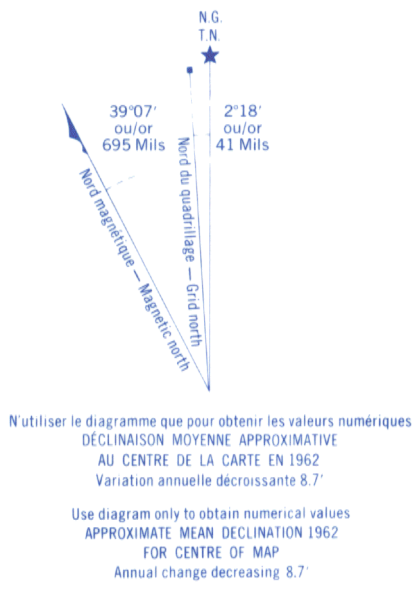 N.G.
T.N.
39°07′
ou/or
695 Mils
2°18′
ou/or
41 Mils
Nord magnétique — Magnetic north
Nord du quadrillage — Grid north
N'utiliser le diagramme que pour obtenir les valeurs numériques
DÉCLINAISON MOYENNE APPROXIMATIVE
AU CENTRE DE LA CARTE EN 1962
Variation annuelle décroissante 8.7′
Use diagram only to obtain numerical values
APPROXIMATE MEAN DECLINATION 1962
FOR CENTRE OF MAP
Annual change decreasing 8.7′